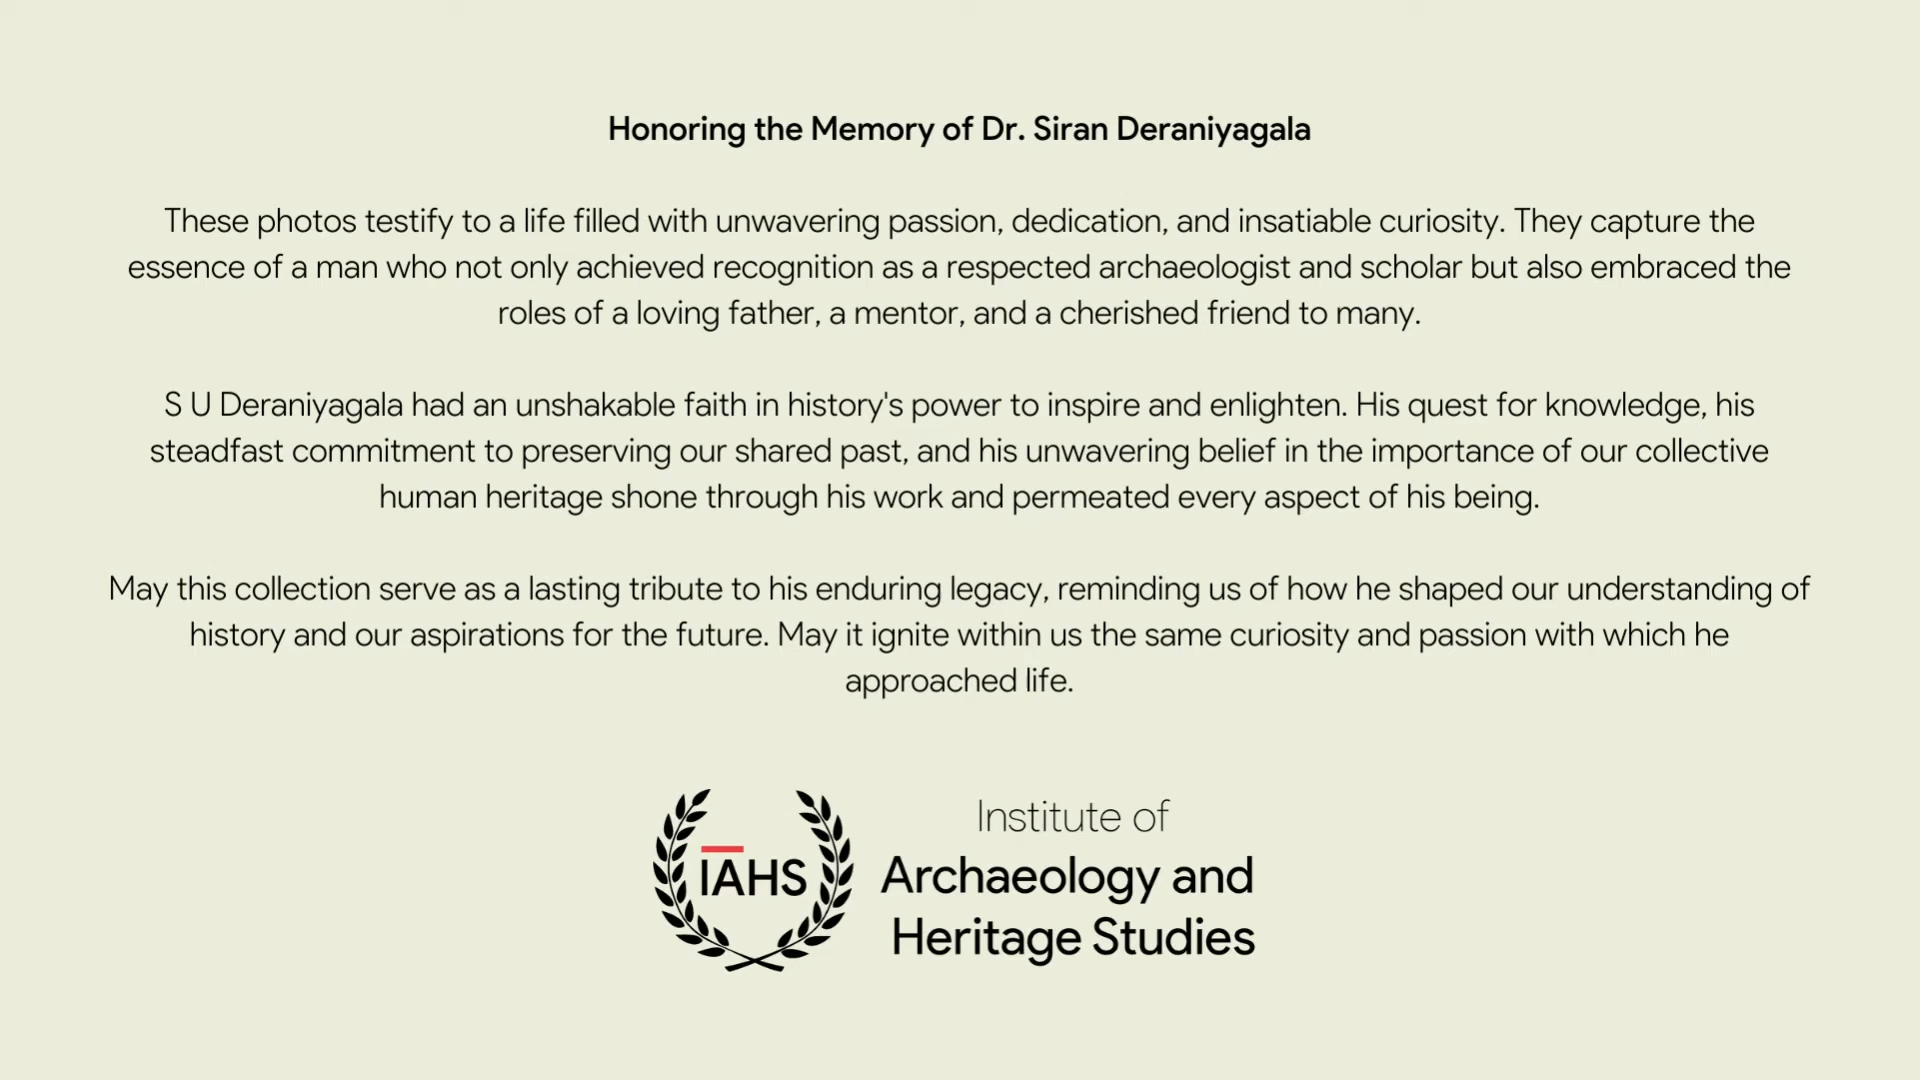 Honoring the Memory of Dr. Siran Deraniyagala
These photos testify to a life filled with unwavering passion, dedication, and insatiable curiosity. They capture the
essence of a man who not only achieved recognition as a respected archaeologist and scholar but also embraced the
roles of a loving father, a mentor, and a cherished friend to many.
S U Deraniyagala had an unshakable faith in history's power to inspire and enlighten. His quest for knowledge, his
steadfast commitment to preserving our shared past, and his unwavering belief in the importance of our collective
human heritage shone through his work and permeated every aspect of his being.
May this collection serve as a lasting tribute to his enduring legacy, reminding us of how he shaped our understanding of
history and our aspirations for the future. May it ignite within us the same curiosity and passion with which he
approached life.
IAHS
Institute of
Archaeology and
Heritage Studies